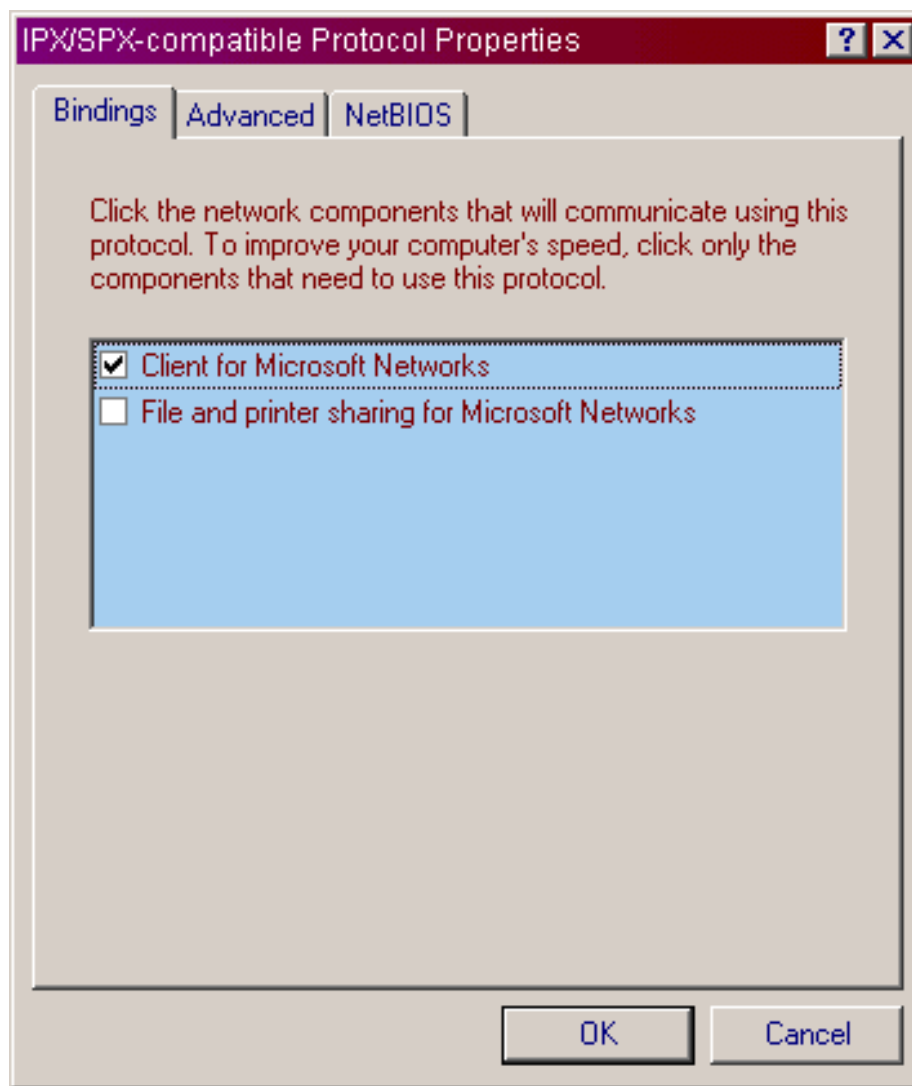 IPX/SPX-compatible Protocol Properties ? X
Bindings Advanced NetBIOS
Click the network components that will communicate using this
protocol. To improve your computer's speed, click only the
components that need to use this protocol.
Client for Microsoft Networks
File and printer sharing for Microsoft Networks
OK Cancel